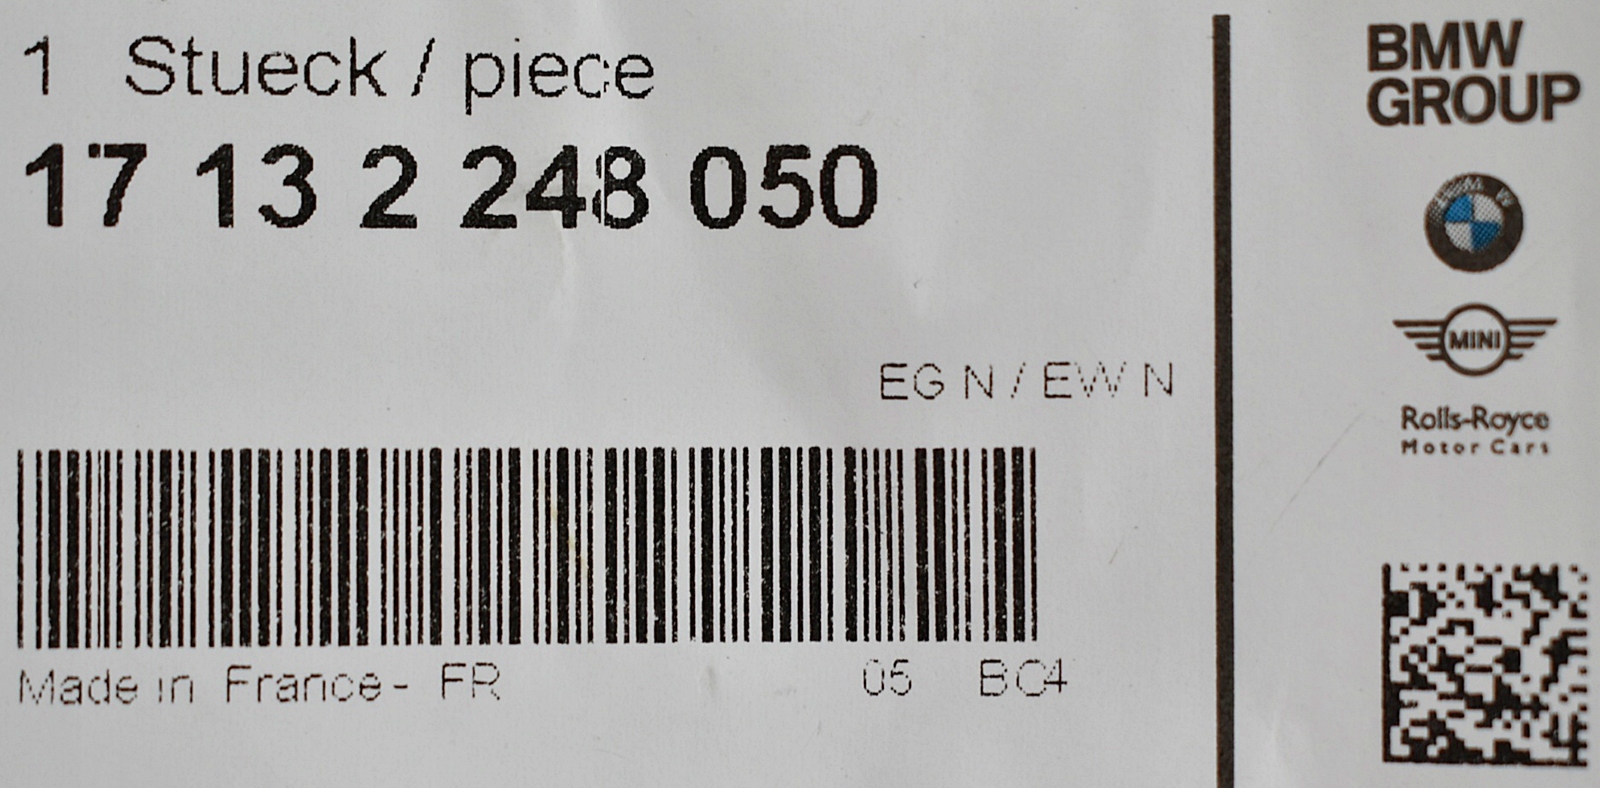 1 Stueck / piece
17 13 2 248 050
EG N / EW N
Made in France - FR
05 BC4
BMW
GROUP
BMW
MINI
Rolls-Royce
Motor Cars